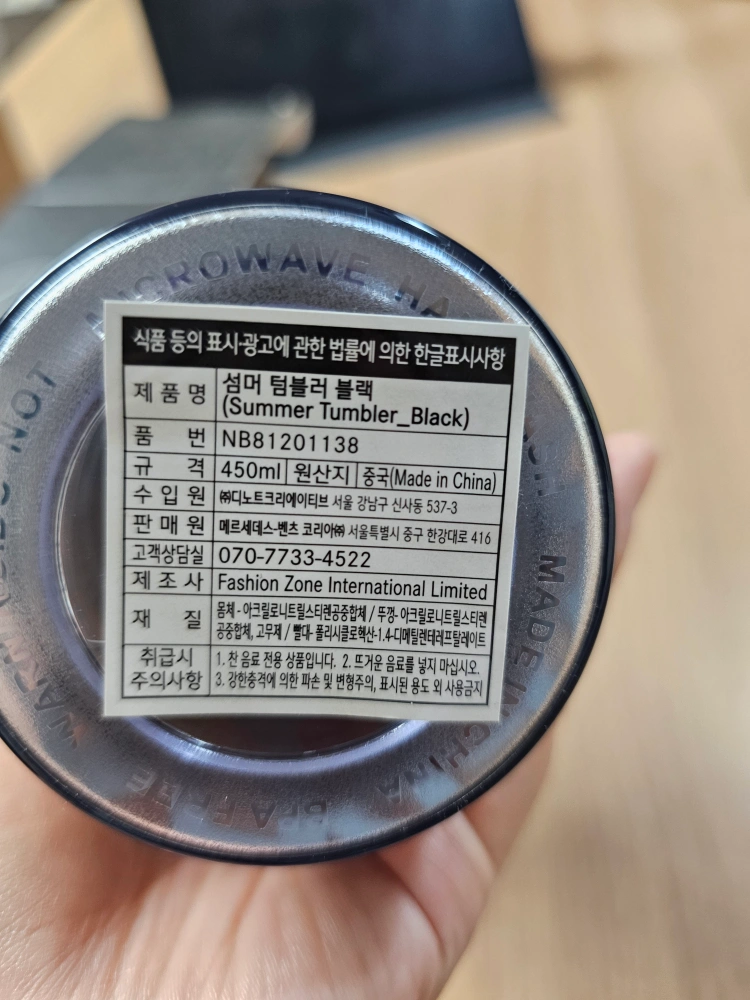 식품 등의 표시·광고에 관한 법률에 의한 한글표시사항
제품명 섬머 텀블러 블랙
(Summer Tumbler_Black)
품 번 NB81201138
규 격 450ml 원산지 중국(Made in China)
수입원 ㈜디노트크리에이티브 서울 강남구 신사동 537-3
판매원 메르세데스-벤츠 코리아㈜ 서울특별시 중구 한강대로 416
고객상담실 070-7733-4522
제조사 Fashion Zone International Limited
재 질 몸체 - 아크릴로니트릴스티렌공중합체 / 뚜껑- 아크릴로니트릴스티렌
공중합체, 고무제 / 빨대- 폴리시클로헥산-1.4-디메틸렌테레프탈레이트
취급시 주의사항 1. 찬 음료 전용 상품입니다. 2. 뜨거운 음료를 넣지 마십시오.
3. 강한충격에 의한 파손 및 변형주의, 표시된 용도 외 사용금지
NOT MICROWAVE
MADE IN CHINA
BPA FREE